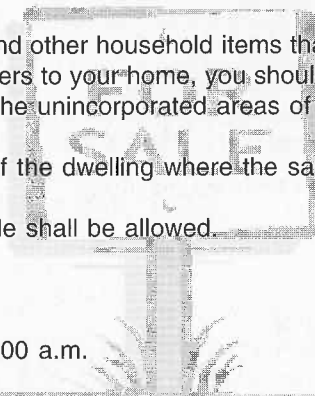 nd other household items tha
ers to your home, you shoul
FOR
he unincorporated areas of
SALE
f the dwelling where the sa
le shall be allowed.
00 a.m.